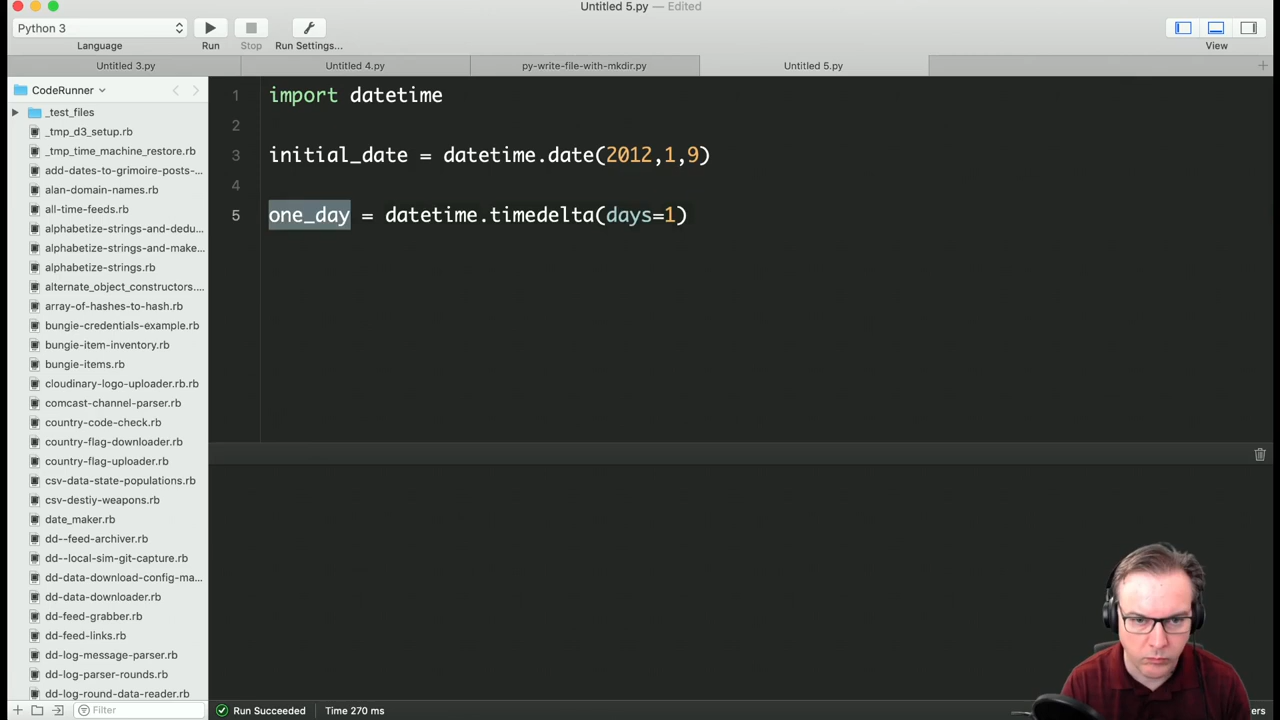 Untitled 5.py — Edited
Python 3
Language
Run
Stop
Run Settings...
View
Untitled 3.py
Untitled 4.py
py-write-file-with-mkdir.py
Untitled 5.py
CodeRunner
_test_files
_tmp_d3_setup.rb
_tmp_time_machine_restore.rb
add-dates-to-grimoire-posts-...
alan-domain-names.rb
all-time-feeds.rb
alphabetize-strings-and-dedu...
alphabetize-strings-and-make...
alphabetize-strings.rb
alternate_object_constructors....
array-of-hashes-to-hash.rb
bungie-credentials-example.rb
bungie-item-inventory.rb
bungie-items.rb
cloudinary-logo-uploader.rb.rb
comcast-channel-parser.rb
country-code-check.rb
country-flag-downloader.rb
country-flag-uploader.rb
csv-data-state-populations.rb
csv-destiy-weapons.rb
date_maker.rb
dd--feed-archiver.rb
dd--local-sim-git-capture.rb
dd-data-download-config-ma...
dd-data-downloader.rb
dd-feed-grabber.rb
dd-feed-links.rb
dd-log-message-parser.rb
dd-log-parser-rounds.rb
dd-log-round-data-reader.rb
Filter
1 import datetime
2
3 initial_date = datetime.date(2012,1,9)
4
5 one_day = datetime.timedelta(days=1)
Run Succeeded
Time 270 ms